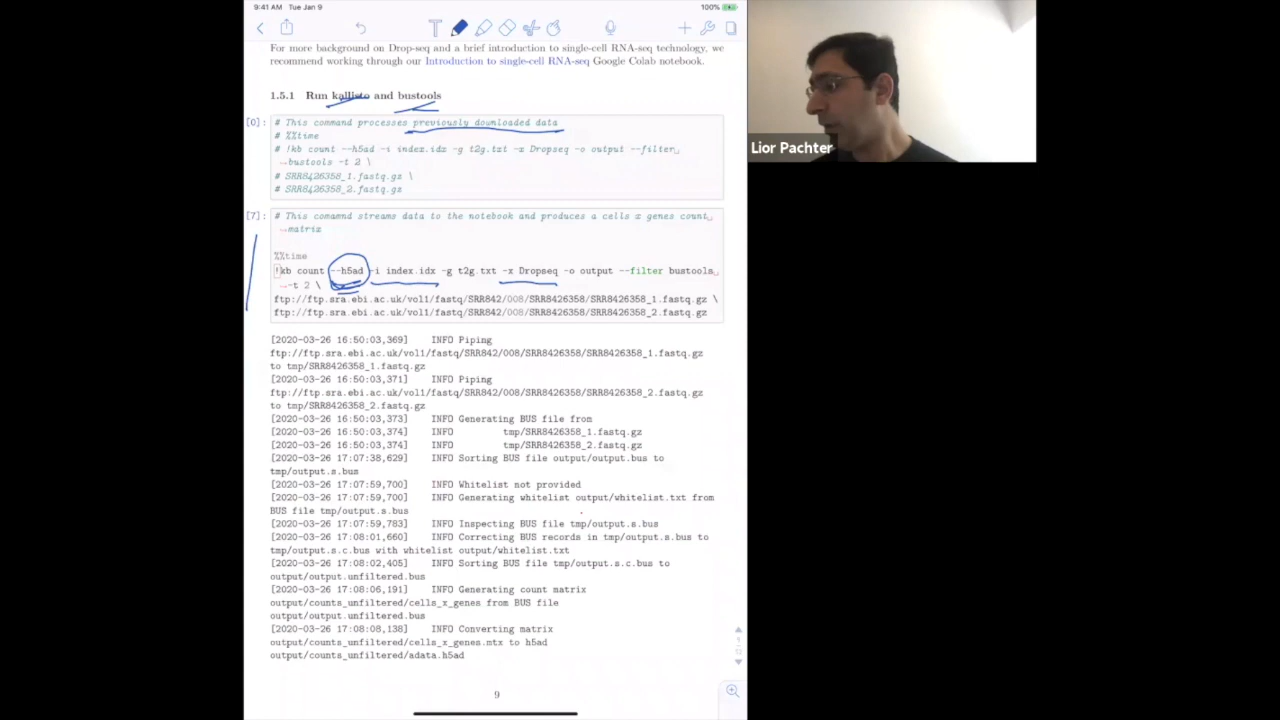 9:41 AM Tue Jan 9
100%
For more background on Drop-seq and a brief introduction to single-cell RNA-seq technology, we
recommend working through our Introduction to single-cell RNA-seq Google Colab notebook.
1.5.1 Run kallisto and bustools
[0]: # This command processes previously downloaded data
# %%time
# !kb count --h5ad -i index.idx -g t2g.txt -x Dropseq -o output --filter
bustools -t 2 \
# SRR8426358_1.fastq.gz \
# SRR8426358_2.fastq.gz
[7]: # This comamnd streams data to the notebook and produces a cells x genes count
matrix
%%time
!kb count --h5ad -i index.idx -g t2g.txt -x Dropseq -o output --filter bustools
-t 2 \
ftp://ftp.sra.ebi.ac.uk/vol1/fastq/SRR842/008/SRR8426358/SRR8426358_1.fastq.gz \
ftp://ftp.sra.ebi.ac.uk/vol1/fastq/SRR842/008/SRR8426358/SRR8426358_2.fastq.gz
[2020-03-26 16:50:03,369] INFO Piping
ftp://ftp.sra.ebi.ac.uk/vol1/fastq/SRR842/008/SRR8426358/SRR8426358_1.fastq.gz
to tmp/SRR8426358_1.fastq.gz
[2020-03-26 16:50:03,371] INFO Piping
ftp://ftp.sra.ebi.ac.uk/vol1/fastq/SRR842/008/SRR8426358/SRR8426358_2.fastq.gz
to tmp/SRR8426358_2.fastq.gz
[2020-03-26 16:50:03,373] INFO Generating BUS file from
[2020-03-26 16:50:03,374] INFO tmp/SRR8426358_1.fastq.gz
[2020-03-26 16:50:03,374] INFO tmp/SRR8426358_2.fastq.gz
[2020-03-26 17:07:38,629] INFO Sorting BUS file output/output.bus to
tmp/output.s.bus
[2020-03-26 17:07:59,700] INFO Whitelist not provided
[2020-03-26 17:07:59,700] INFO Generating whitelist output/whitelist.txt from
BUS file tmp/output.s.bus
[2020-03-26 17:07:59,783] INFO Inspecting BUS file tmp/output.s.bus
[2020-03-26 17:08:01,660] INFO Correcting BUS records in tmp/output.s.bus to
tmp/output.s.c.bus with whitelist output/whitelist.txt
[2020-03-26 17:08:02,405] INFO Sorting BUS file tmp/output.s.c.bus to
output/output.unfiltered.bus
[2020-03-26 17:08:06,191] INFO Generating count matrix
output/counts_unfiltered/cells_x_genes from BUS file
output/output.unfiltered.bus
[2020-03-26 17:08:08,138] INFO Converting matrix
output/counts_unfiltered/cells_x_genes.mtx to h5ad
output/counts_unfiltered/adata.h5ad
9
Lior Pachter